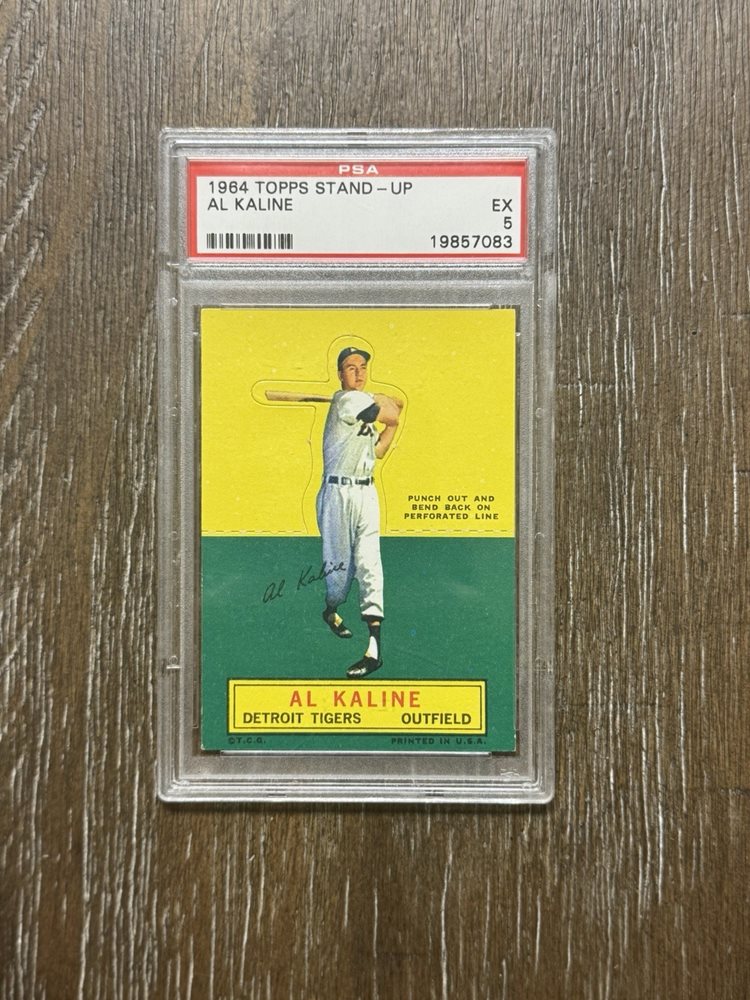 PSA
1964 TOPPS STAND-UP
AL KALINE EX
5
19857083
PUNCH OUT AND
BEND BACK ON
PERFORATED LINE
Al Kaline
AL KALINE
DETROIT TIGERS OUTFIELD
©T.C.G. PRINTED IN U.S.A.